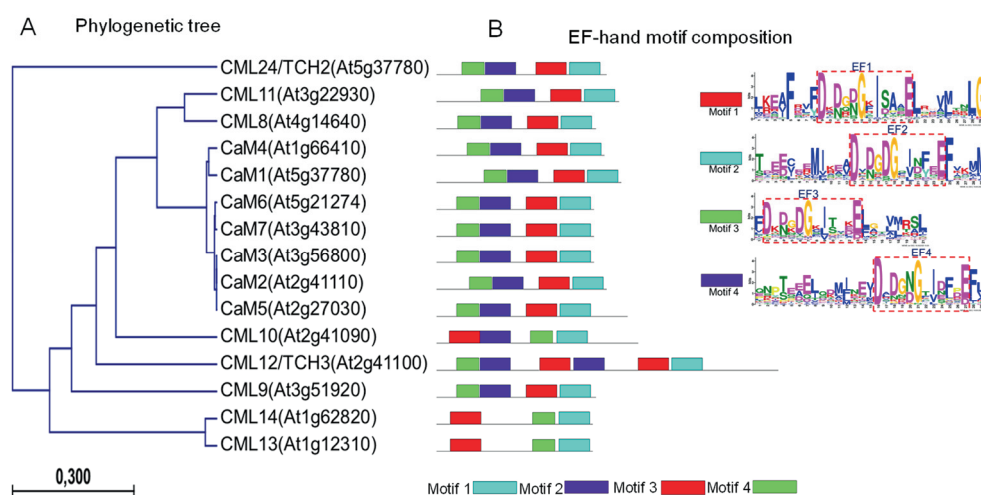 A Phylogenetic tree
B EF-hand motif composition
CML24/TCH2(At5g37780)
CML11(At3g22930)
CML8(At4g14640)
CaM4(At1g66410)
CaM1(At5g37780)
CaM6(At5g21274)
CaM7(At3g43810)
CaM3(At3g56800)
CaM2(At2g41110)
CaM5(At2g27030)
CML10(At2g41090)
CML12/TCH3(At2g41100)
CML9(At3g51920)
CML14(At1g62820)
CML13(At1g12310)
0,300
EF1
Motif 1
EF2
Motif 2
EF3
Motif 3
EF4
Motif 4
Motif 1 Motif 2 Motif 3 Motif 4